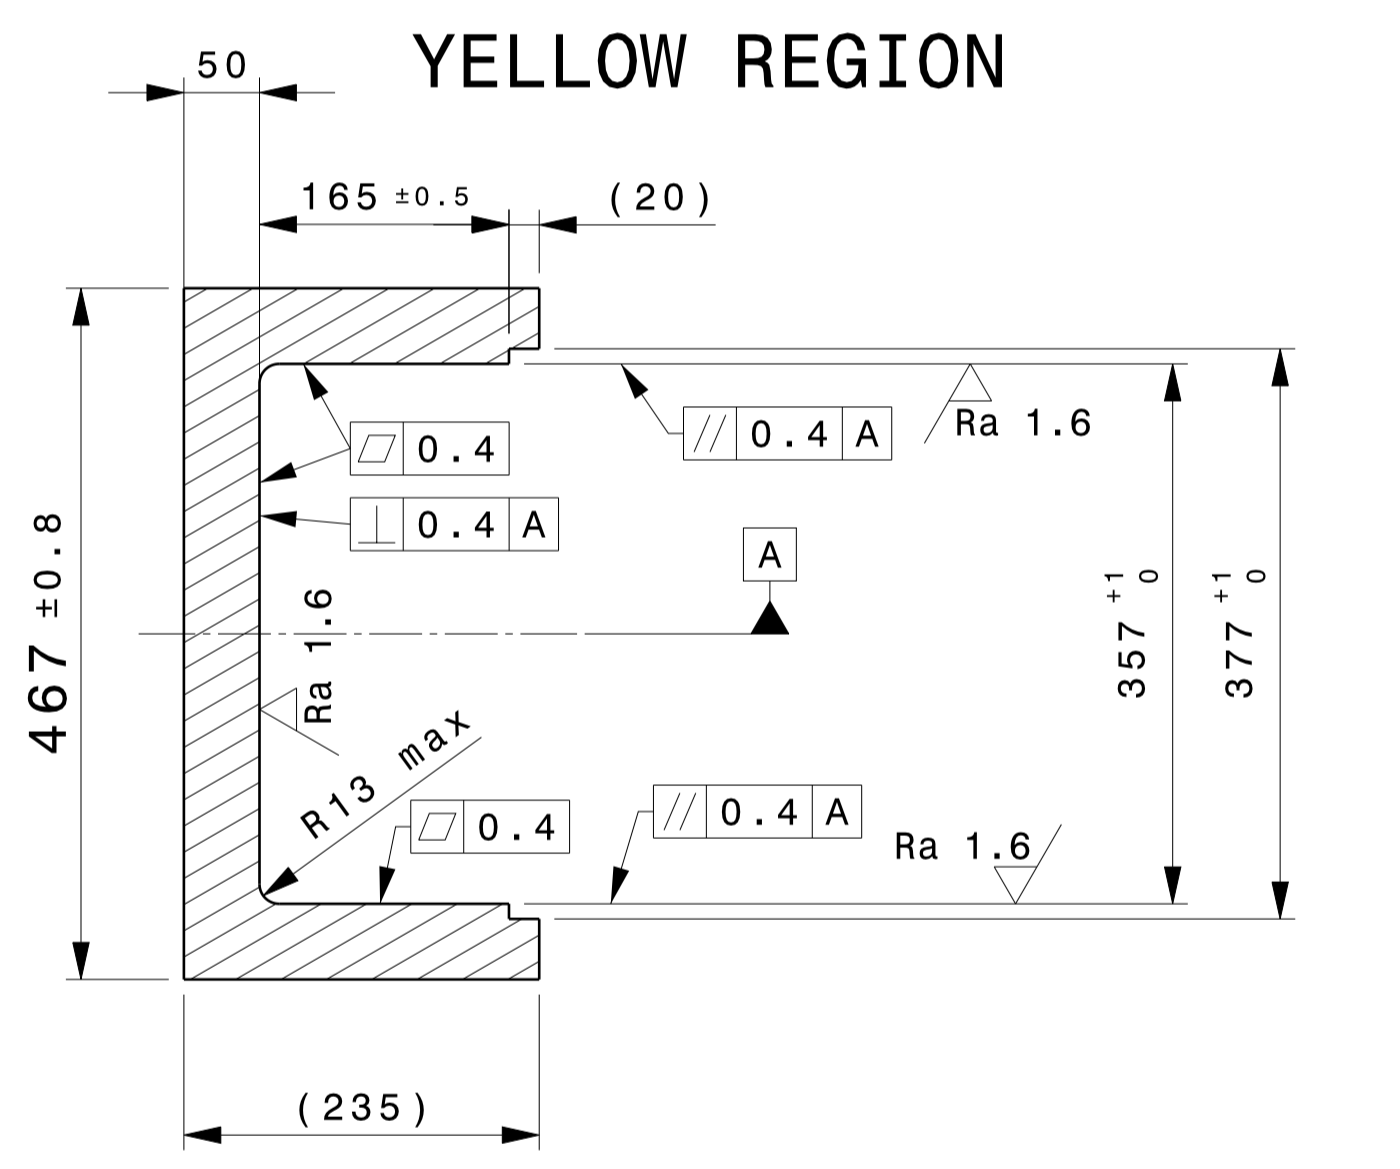 YELLOW REGION
50
165 ±0.5
(20)
// 0.4 A
Ra 1.6
0.4
⊥ 0.4 A
A
467 ±0.8
Ra 1.6
357 +1 0
377 +1 0
R13 max
0.4
// 0.4 A
Ra 1.6
(235)